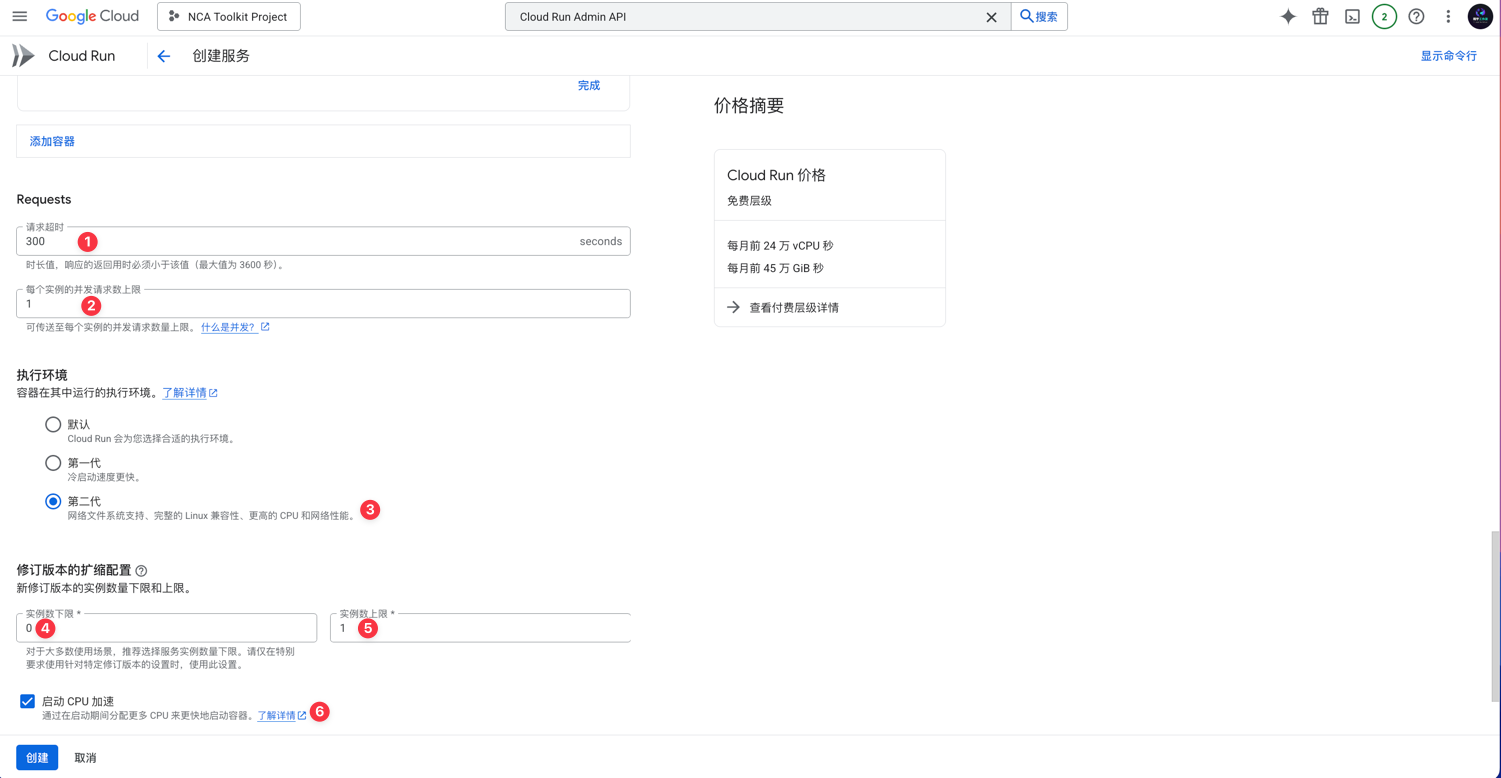 Google Cloud
NCA Toolkit Project
Cloud Run Admin API
搜索
2
Cloud Run
创建服务
显示命令行
完成
添加容器
Requests
请求超时
300
1
seconds
时长值，响应的返回用时必须小于该值（最大值为 3600 秒）。
每个实例的并发请求数上限
1
2
可传送至每个实例的并发请求数量上限。 什么是并发？
执行环境
容器在其中运行的执行环境。了解详情
默认
Cloud Run 会为您选择合适的执行环境。
第一代
冷启动速度更快。
第二代
网络文件系统支持、完整的 Linux 兼容性、更高的 CPU 和网络性能。
3
修订版本的扩缩配置
新修订版本的实例数量下限和上限。
实例数下限 *
0
4
实例数上限 *
1
5
对于大多数使用场景，推荐选择服务实例数量下限。请仅在特别
要求使用针对特定修订版本的设置时，使用此设置。
启动 CPU 加速
通过在启动期间分配更多 CPU 来更快地启动容器。了解详情
6
创建
取消
价格摘要
Cloud Run 价格
免费层级
每月前 24 万 vCPU 秒
每月前 45 万 GiB 秒
查看付费层级详情